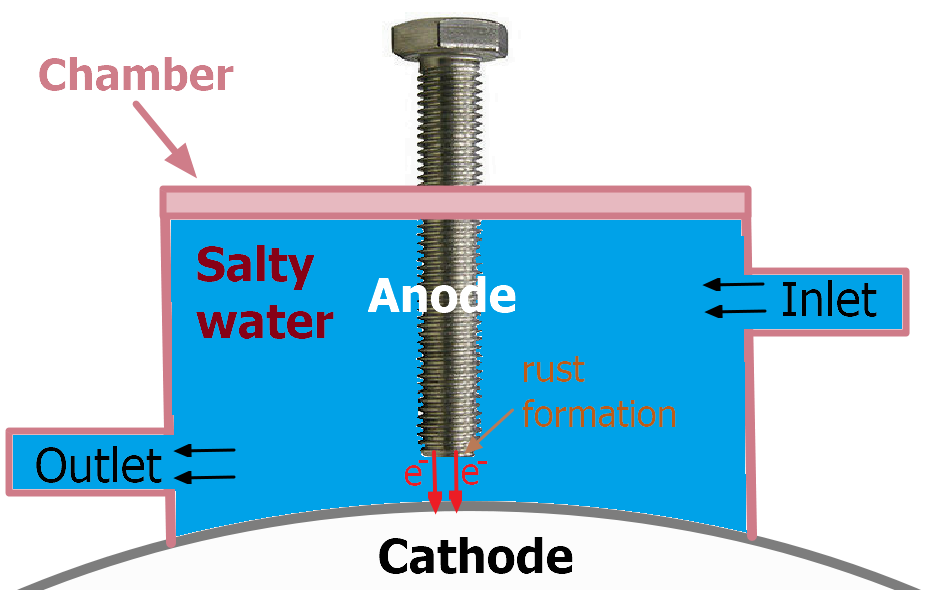 Chamber
Salty
water
Anode
Inlet
rust
formation
Outlet
e-
e-
Cathode